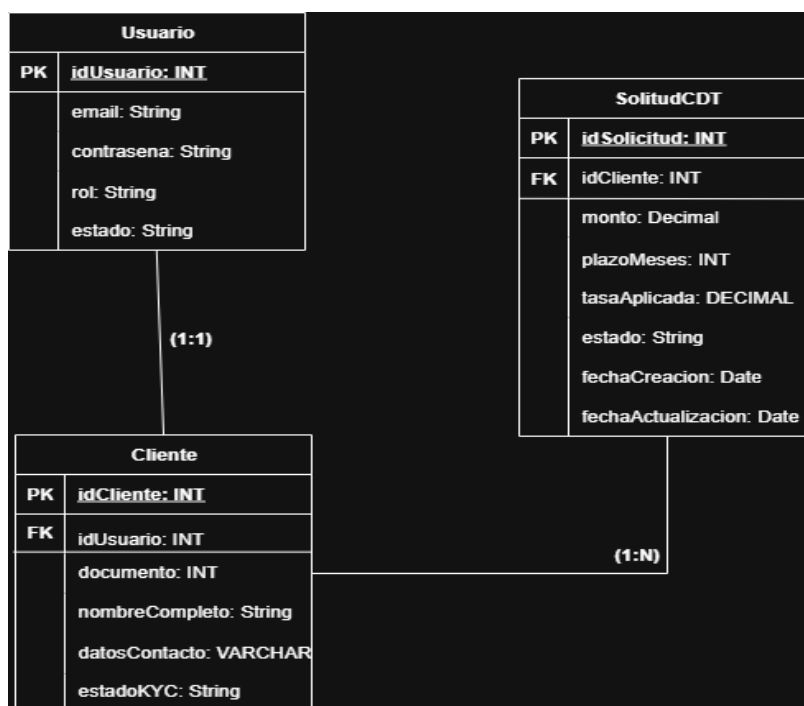 Usuario
PK idUsuario: INT
email: String
contrasena: String
rol: String
estado: String
(1:1)
SolitudCDT
PK idSolicitud: INT
FK idCliente: INT
monto: Decimal
plazoMeses: INT
tasaAplicada: DECIMAL
estado: String
fechaCreacion: Date
fechaActualizacion: Date
Cliente
PK idCliente: INT
FK idUsuario: INT
documento: INT
nombreCompleto: String
datosContacto: VARCHAR
estadoKYC: String
(1:N)